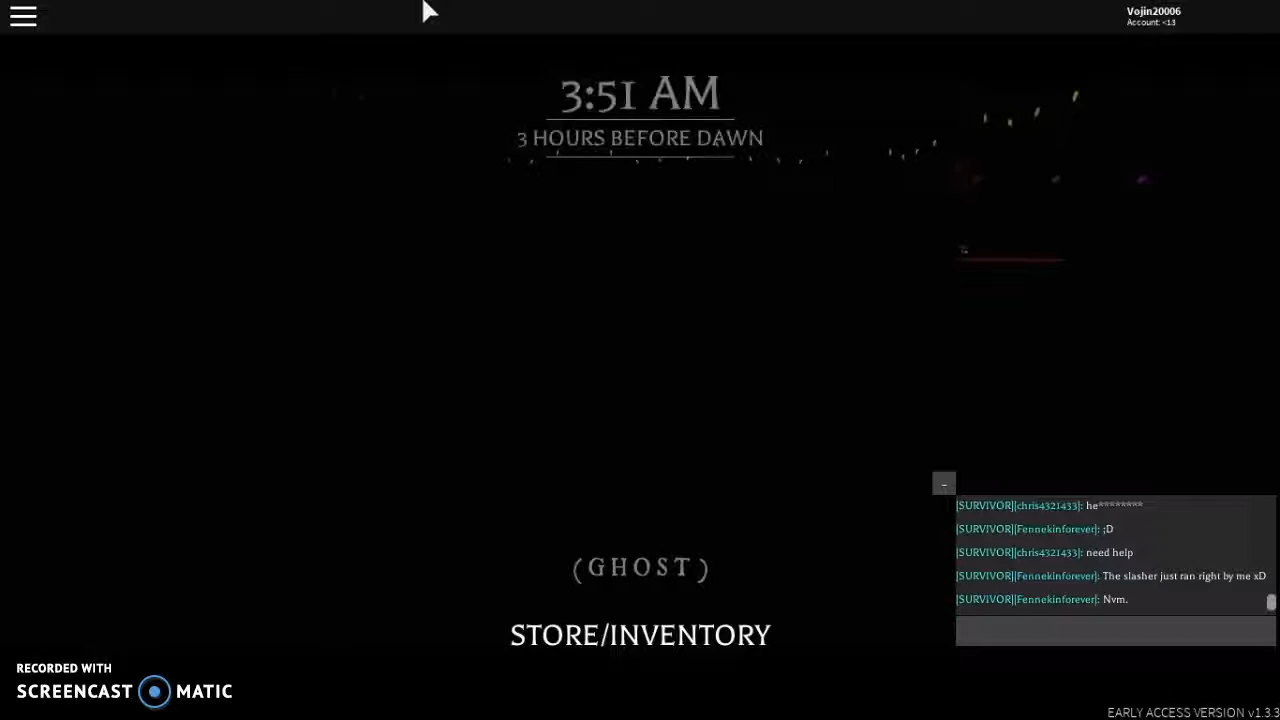 Vojin20006
Account: <13
3:51 AM
3 HOURS BEFORE DAWN
[SURVIVOR][chris4321433]: he********
[SURVIVOR][Fennekinforever]: ;D
[SURVIVOR][chris4321433]: need help
[SURVIVOR][Fennekinforever]: The slasher just ran right by me xD
[SURVIVOR][Fennekinforever]: Nvm.
(GHOST)
STORE/INVENTORY
RECORDED WITH
SCREENCAST MATIC
EARLY ACCESS VERSION v1.3.3